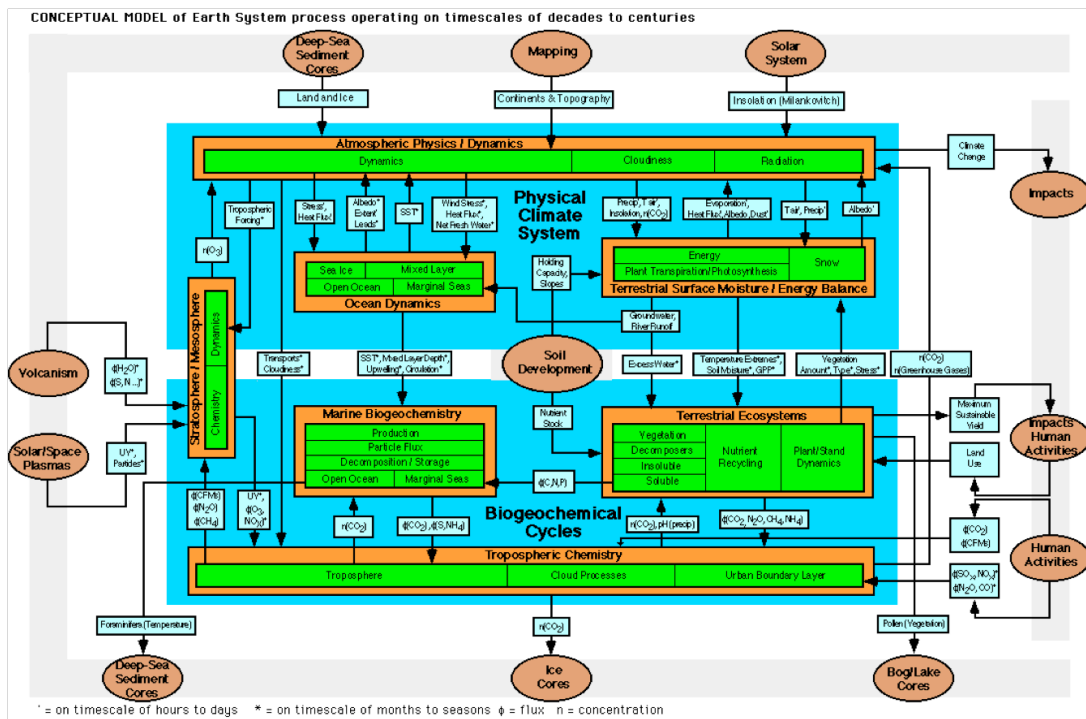 CONCEPTUAL MODEL of Earth System process operating on timescales of decades to centuries
Deep-Sea
Sediment
Cores
Mapping
Solar
System
Land and Ice
Continents & Topography
Insolation (Milankovitch)
Atmospheric Physics / Dynamics
Dynamics
Cloudiness
Radiation
Climate
Change
Impacts
Physical
Climate
System
Tropospheric
Forcing*
Stress',
Heat Flux'
Albedo*
Extent'
Leads*
SST*
Wind Stress*,
Heat Flux*,
Net Fresh Water*
Precip', Tair',
Insolation, n(CO2)
Evaporation',
Heat Flux', Albedo, Dust'
Tair', Precip'
Albedo'
n(O3)
Sea Ice
Mixed Layer
Open Ocean
Marginal Seas
Ocean Dynamics
Holding
Capacity,
Slopes
Energy
Plant Transpiration/Photosynthesis
Snow
Terrestrial Surface Moisture / Energy Balance
Groundwater,
River Runoff
Stratosphere / Mesosphere
Dynamics
Chemistry
Volcanism
ϕ(H2O)*
ϕ(S, N ...)*
Solar/Space
Plasmas
UV*,
Particles*
Transports*
Cloudiness*
SST*, Mixed Layer Depth*,
Upwelling*, Circulation*
Soil
Development
Excess Water*
Temperature Extremes*,
Soil Moisture*, GPP*
Vegetation
Amount*, Type*, Stress*
n(CO2)
n(Greenhouse Gases)
Nutrient
Stock
Marine Biogeochemistry
Production
Particle Flux
Decomposition / Storage
Open Ocean
Marginal Seas
Terrestrial Ecosystems
Vegetation
Decomposers
Insoluble
Soluble
Nutrient
Recycling
Plant/Stand
Dynamics
Maximum
Sustainable
Yield
Impacts
Human
Activities
Land
Use
ϕ(C,N,P)
ϕ(CFMs)
ϕ(N2O)
ϕ(CH4)
UV*,
ϕ(O3,
NOx)*
n(CO2)
ϕ(CO2) ,ϕ(S,NH4)
Biogeochemical
Cycles
n(CO2), pH(precip)
ϕ(CO2, N2O, CH4, NH4)
ϕ(CO2)
ϕ(CFMs)
Human
Activities
ϕ(SOx, NOx)*
ϕ(N2O, CO)*
Tropospheric Chemistry
Troposphere
Cloud Processes
Urban Boundary Layer
Foraminifera (Temperature)
n(CO2)
Pollen (Vegetation)
Deep-Sea
Sediment
Cores
Ice
Cores
Bog/Lake
Cores
' = on timescale of hours to days * = on timescale of months to seasons ϕ = flux n = concentration